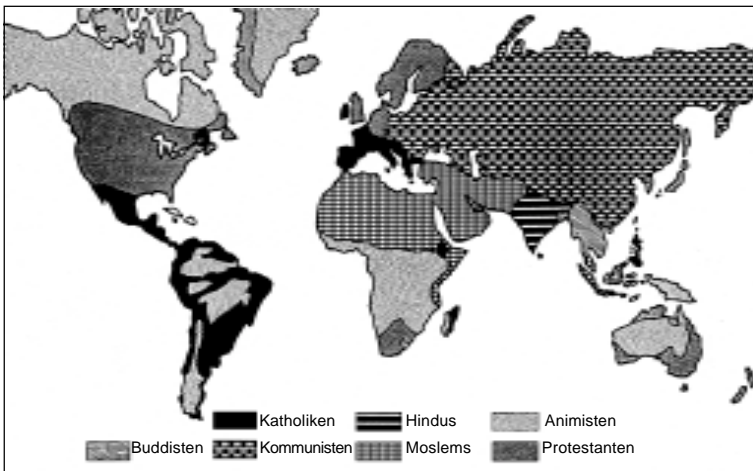 Katholiken Hindus Animisten
Buddisten Kommunisten Moslems Protestanten